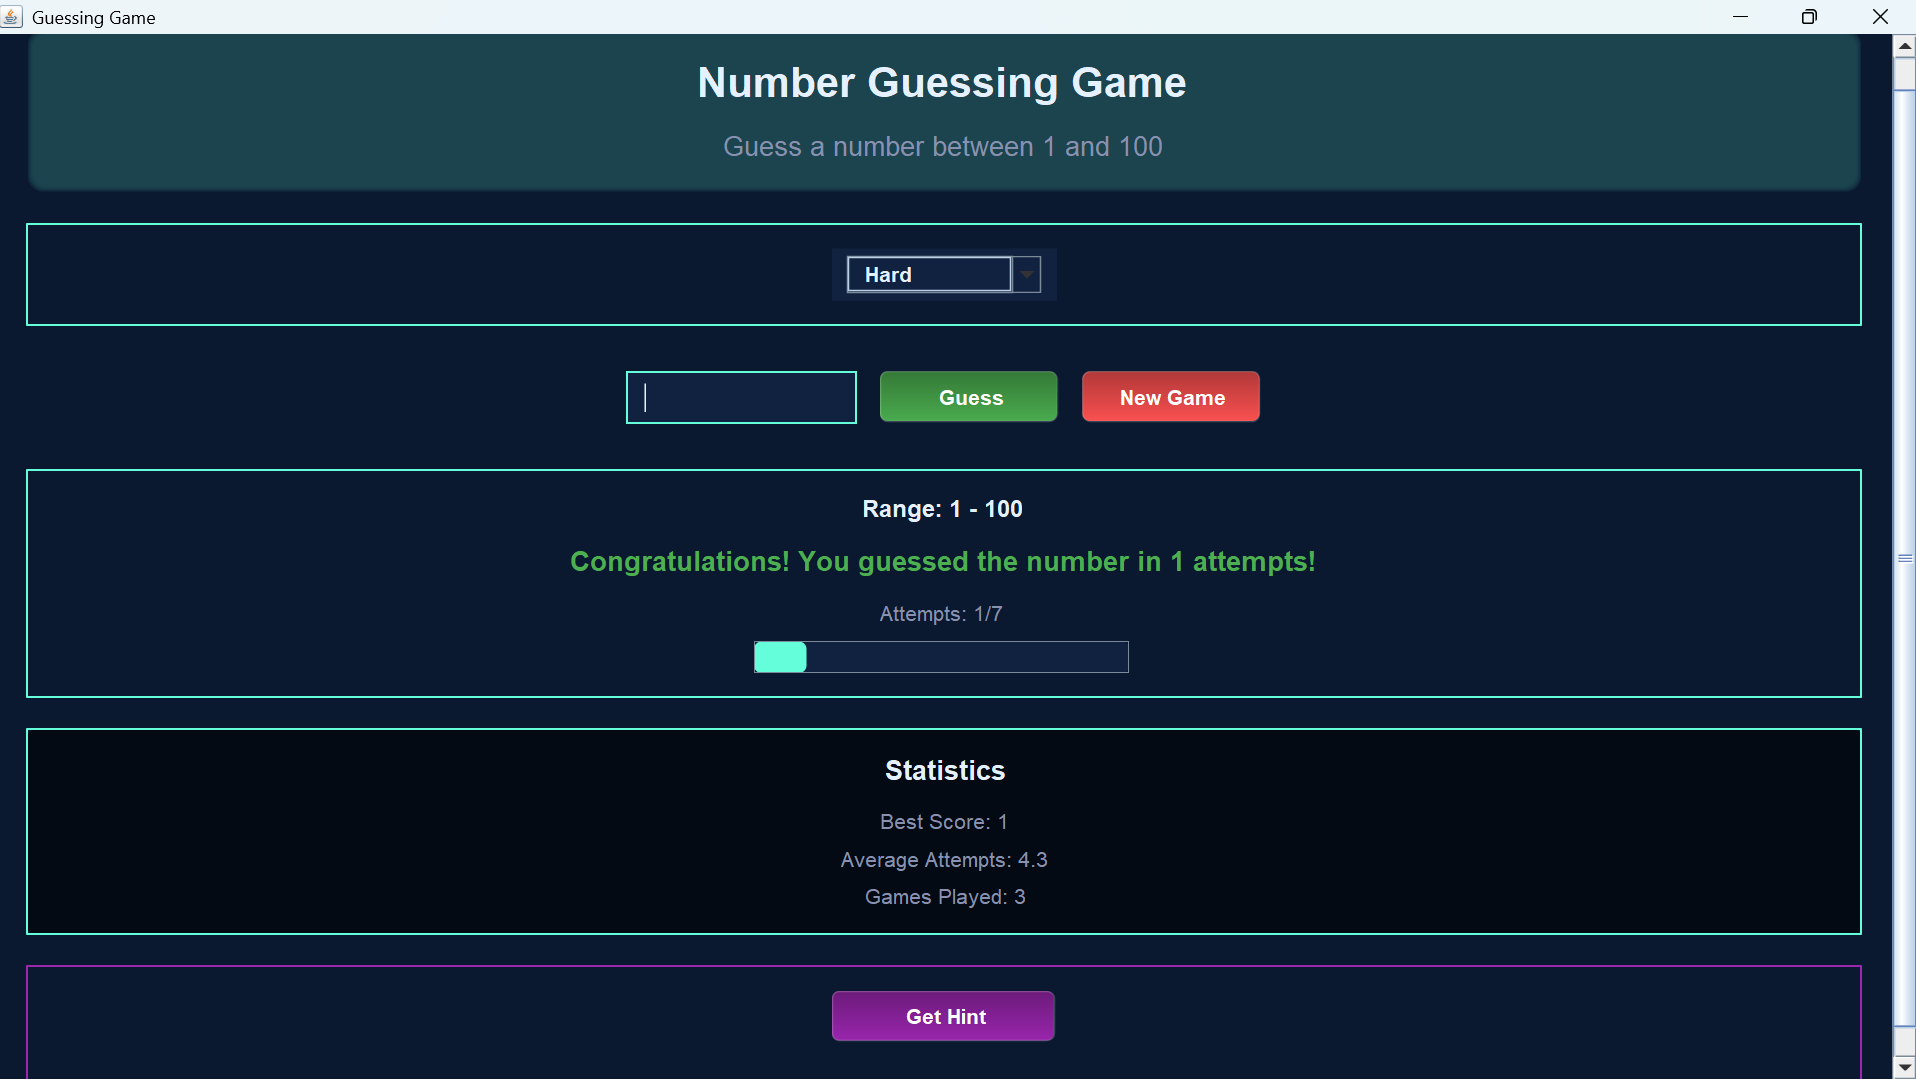 Guessing Game
Number Guessing Game
Guess a number between 1 and 100
Hard
Guess
New Game
Range: 1 - 100
Congratulations! You guessed the number in 1 attempts!
Attempts: 1/7
Statistics
Best Score: 1
Average Attempts: 4.3
Games Played: 3
Get Hint